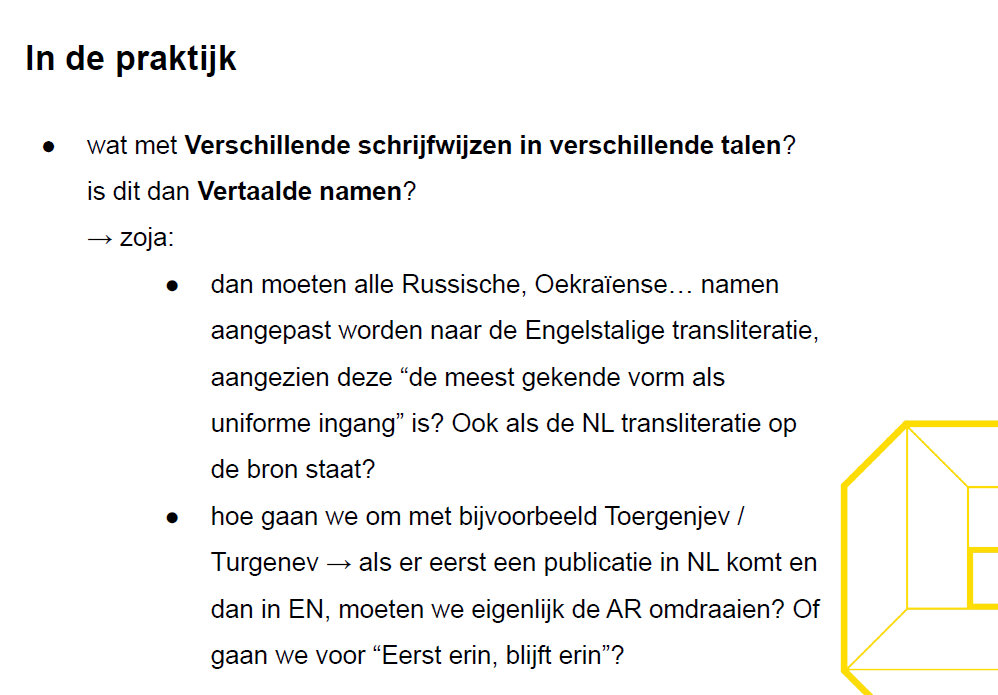 In de praktijk
● wat met Verschillende schrijfwijzen in verschillende talen?
is dit dan Vertaalde namen?
→ zoja:
● dan moeten alle Russische, Oekraïense… namen
aangepast worden naar de Engelstalige transliteratie,
aangezien deze “de meest gekende vorm als
uniforme ingang” is? Ook als de NL transliteratie op
de bron staat?
● hoe gaan we om met bijvoorbeeld Toergenjev /
Turgenev → als er eerst een publicatie in NL komt en
dan in EN, moeten we eigenlijk de AR omdraaien? Of
gaan we voor “Eerst erin, blijft erin”?